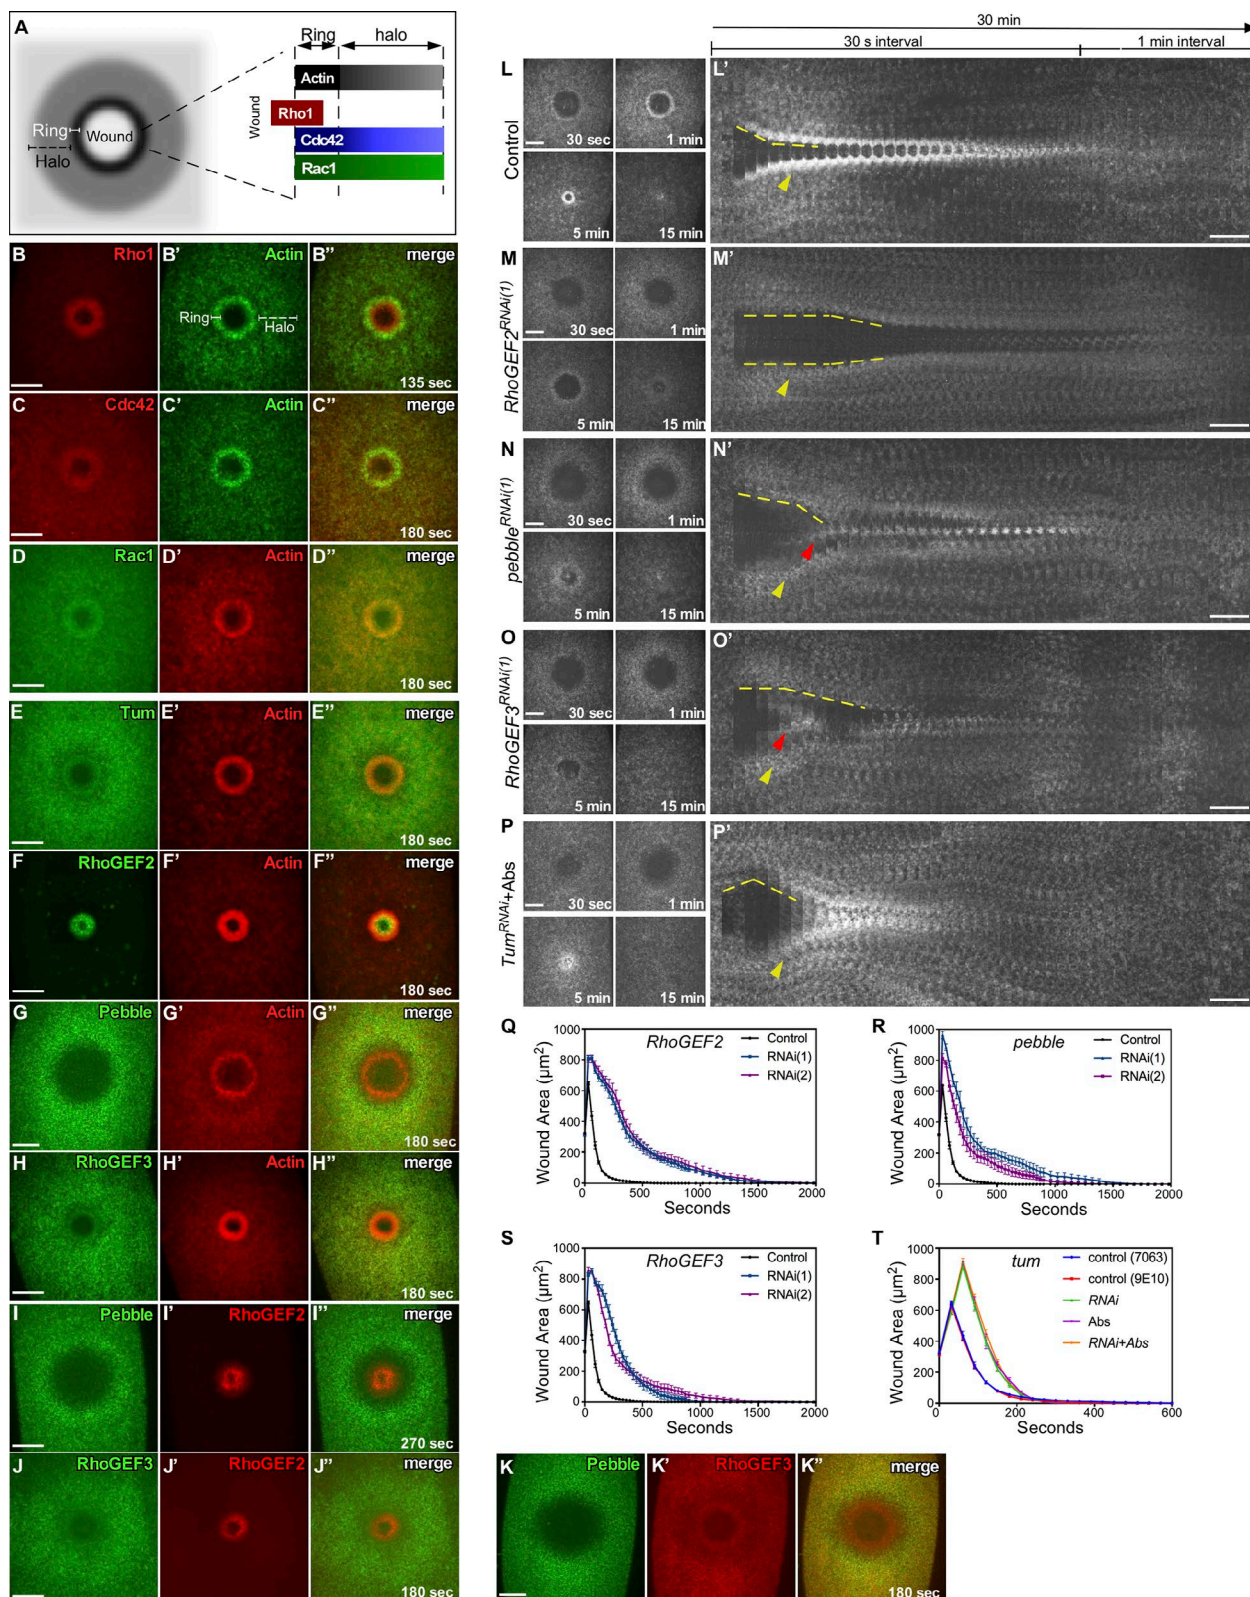 A
Ring
halo
Actin
Wound
Rho1
Cdc42
Rac1
Ring
Wound
Halo
B
Rho1
B'
Actin
Ring
Halo
B''
merge
135 sec
C
Cdc42
C'
Actin
C''
merge
180 sec
D
Rac1
D'
Actin
D''
merge
180 sec
E
Tum
E'
Actin
E''
merge
180 sec
F
RhoGEF2
F'
Actin
F''
merge
180 sec
G
Pebble
G'
Actin
G''
merge
180 sec
H
RhoGEF3
H'
Actin
H''
merge
180 sec
I
Pebble
I'
RhoGEF2
I''
merge
270 sec
J
RhoGEF3
J'
RhoGEF2
J''
merge
180 sec
30 min
30 s interval
1 min interval
L
Control
30 sec
1 min
5 min
15 min
L'
M
RhoGEF2RNAi(1)
30 sec
1 min
5 min
15 min
M'
N
pebbleRNAi(1)
30 sec
1 min
5 min
15 min
N'
O
RhoGEF3RNAi(1)
30 sec
1 min
5 min
15 min
O'
P
TumRNAi+Abs
30 sec
1 min
5 min
15 min
P'
Q
RhoGEF2
Control
RNAi(1)
RNAi(2)
Wound Area (µm2)
1000
800
600
400
200
0
0 500 1000 1500 2000
Seconds
R
pebble
Control
RNAi(1)
RNAi(2)
Wound Area (µm2)
1000
800
600
400
200
0
0 500 1000 1500 2000
Seconds
S
RhoGEF3
Control
RNAi(1)
RNAi(2)
Wound Area (µm2)
1000
800
600
400
200
0
0 500 1000 1500 2000
Seconds
T
tum
control (7063)
control (9E10)
RNAi
Abs
RNAi+Abs
Wound Area (µm2)
1000
800
600
400
200
0
0 200 400 600
Seconds
K
Pebble
K'
RhoGEF3
K''
merge
180 sec